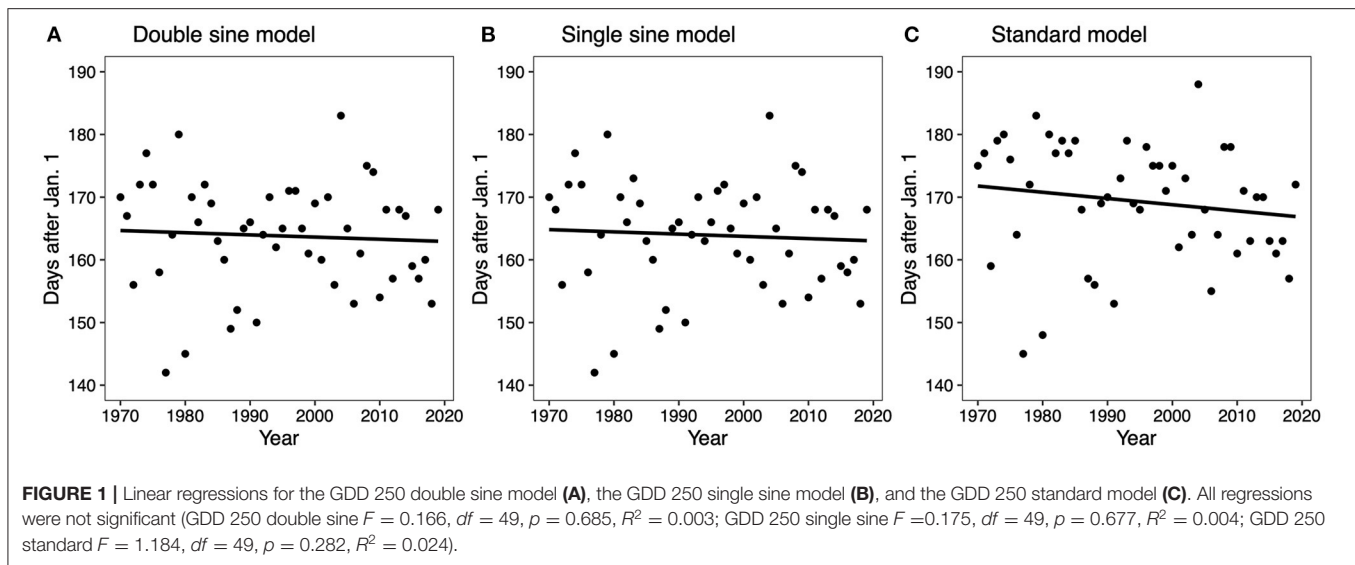 A Double sine model
B Single sine model
C Standard model
190
180
170
160
150
140
Days after Jan. 1
1970 1980 1990 2000 2010 2020
Year
190
180
170
160
150
140
Days after Jan. 1
1970 1980 1990 2000 2010 2020
Year
190
180
170
160
150
140
Days after Jan. 1
1970 1980 1990 2000 2010 2020
Year
FIGURE 1 | Linear regressions for the GDD 250 double sine model (A), the GDD 250 single sine model (B), and the GDD 250 standard model (C). All regressions
were not significant (GDD 250 double sine F = 0.166, df = 49, p = 0.685, R² = 0.003; GDD 250 single sine F =0.175, df = 49, p = 0.677, R² = 0.004; GDD 250
standard F = 1.184, df = 49, p = 0.282, R² = 0.024).